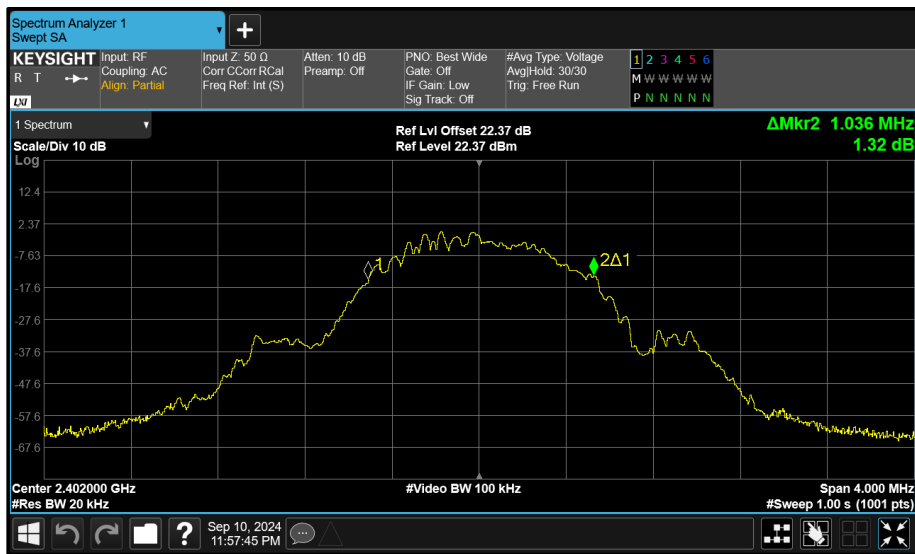 Spectrum Analyzer 1
Swept SA
KEYSIGHT
R T
LXI
Input: RF
Coupling: AC
Align: Partial
Input Z: 50 Ω
Corr CCorr RCal
Freq Ref: Int (S)
Atten: 10 dB
Preamp: Off
PNO: Best Wide
Gate: Off
IF Gain: Low
Sig Track: Off
#Avg Type: Voltage
Avg|Hold: 30/30
Trig: Free Run
1 2 3 4 5 6
M W W W W W
P N N N N N
1 Spectrum
Scale/Div 10 dB
Ref Lvl Offset 22.37 dB
Ref Level 22.37 dBm
ΔMkr2 1.036 MHz
1.32 dB
Log
12.4
2.37
-7.63
-17.6
-27.6
-37.6
-47.6
-57.6
-67.6
1
2Δ1
Center 2.402000 GHz
#Res BW 20 kHz
#Video BW 100 kHz
Span 4.000 MHz
#Sweep 1.00 s (1001 pts)
?
Sep 10, 2024
11:57:45 PM